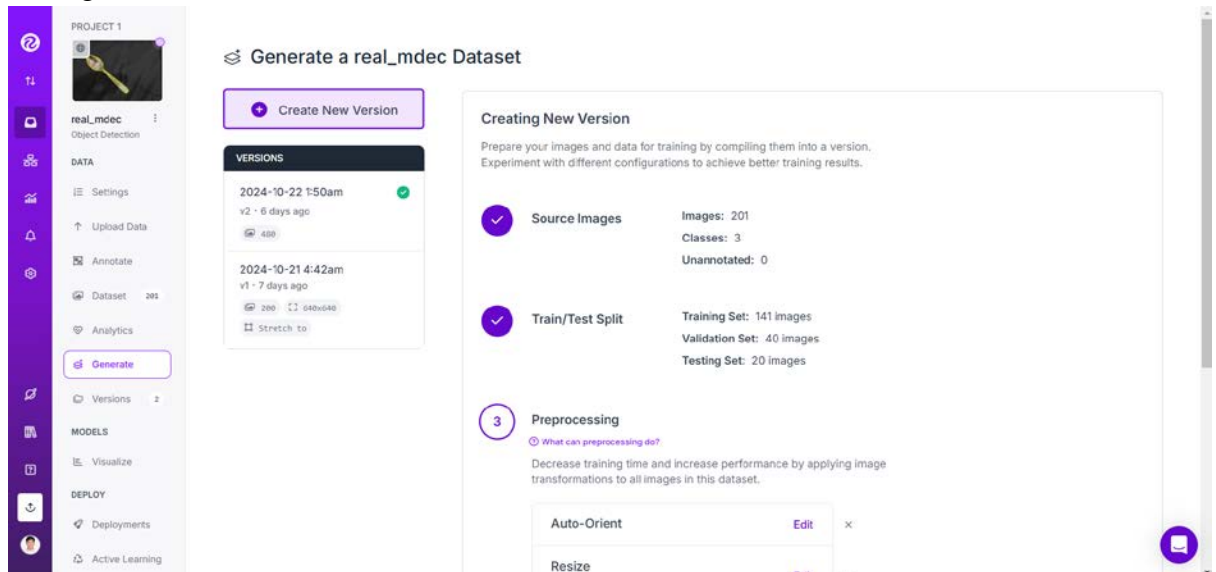 PROJECT 1
real_mdec
Object Detection
DATA
Settings
Upload Data
Annotate
Dataset 201
Analytics
Generate
Versions 2
MODELS
Visualize
DEPLOY
Deployments
Active Learning
Generate a real_mdec Dataset
Create New Version
VERSIONS
2024-10-22 1:50am
v2 · 6 days ago
480
2024-10-21 4:42am
v1 · 7 days ago
200 640x640
Stretch to
Creating New Version
Prepare your images and data for training by compiling them into a version.
Experiment with different configurations to achieve better training results.
Source Images
Images: 201
Classes: 3
Unannotated: 0
Train/Test Split
Training Set: 141 images
Validation Set: 40 images
Testing Set: 20 images
3 Preprocessing
What can preprocessing do?
Decrease training time and increase performance by applying image
transformations to all images in this dataset.
Auto-Orient Edit ×
Resize